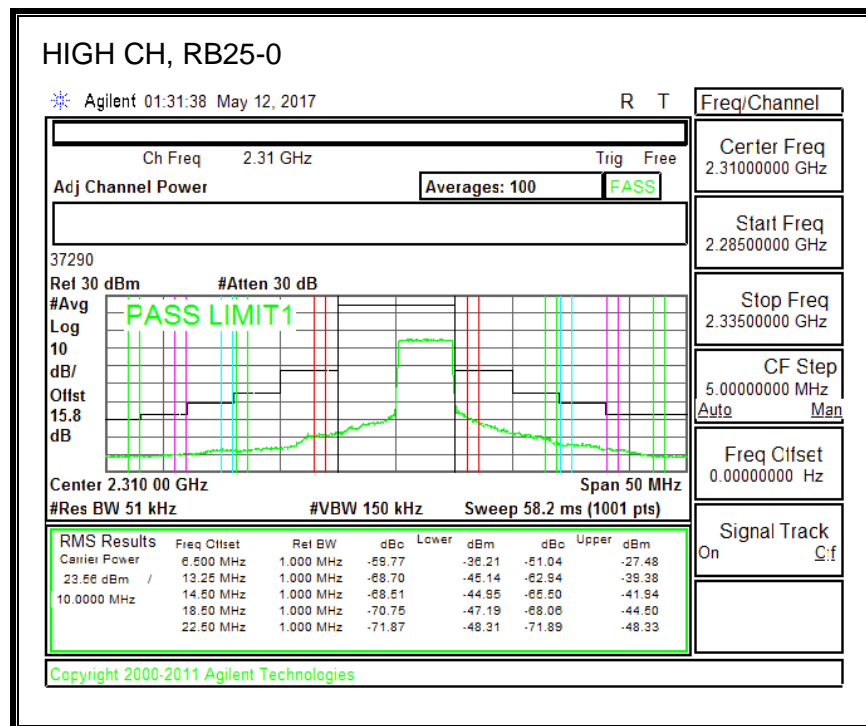 HIGH CH, RB25-0
Agilent 01:31:38 May 12, 2017 R T
Freq/Channel
Ch Freq 2.31 GHz Trig Free
Adj Channel Power Averages: 100 PASS
Center Freq
2.31000000 GHz
Start Freq
2.28500000 GHz
Stop Freq
2.33500000 GHz
CF Step
5.00000000 MHz
Auto Man
Freq Offset
0.00000000 Hz
Signal Track
On Off
37290
Ref 30 dBm #Atten 30 dB
#Avg
Log
10
dB/
Offst
15.8
dB
PASS LIMIT1
Center 2.310 00 GHz Span 50 MHz
#Res BW 51 kHz #VBW 150 kHz Sweep 58.2 ms (1001 pts)
RMS Results Freq Offset Ref BW dBc Lower dBm dBc Upper dBm
Carrier Power 6.500 MHz 1.000 MHz -59.77 -36.21 -51.04 -27.48
23.56 dBm / 13.25 MHz 1.000 MHz -68.70 -45.14 -62.94 -39.38
10.0000 MHz 14.50 MHz 1.000 MHz -68.51 -44.95 -65.50 -41.94
18.50 MHz 1.000 MHz -70.75 -47.19 -68.06 -44.50
22.50 MHz 1.000 MHz -71.87 -48.31 -71.89 -48.33
Copyright 2000-2011 Agilent Technologies